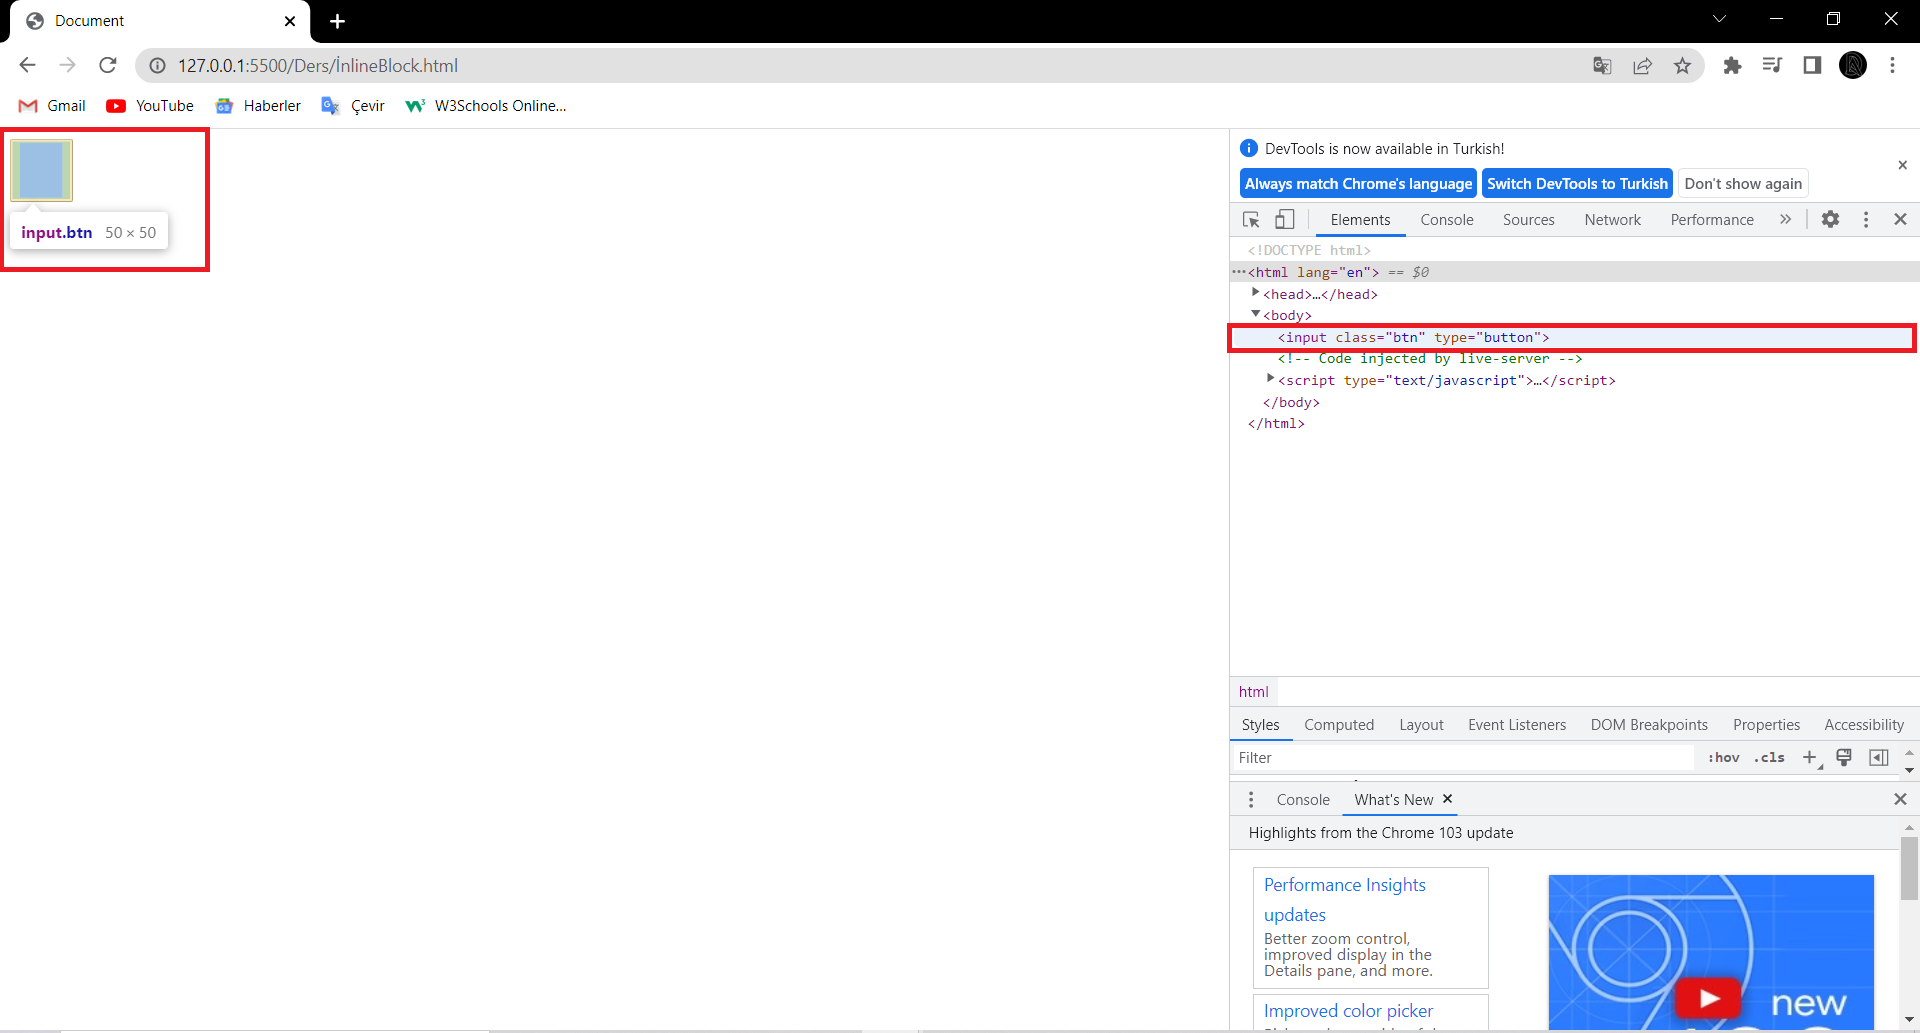 Document
127.0.0.1:5500/Ders/İnlineBlock.html
Gmail YouTube Haberler Çevir W3Schools Online...
input.btn 50 × 50
DevTools is now available in Turkish!
Always match Chrome's language Switch DevTools to Turkish Don't show again
Elements Console Sources Network Performance »
<!DOCTYPE html>
···<html lang="en"> == $0
<head>…</head>
<body>
<input class="btn" type="button">
<!-- Code injected by live-server -->
<script type="text/javascript">…</script>
</body>
</html>
html
Styles Computed Layout Event Listeners DOM Breakpoints Properties Accessibility
Filter :hov .cls
Console What's New
Highlights from the Chrome 103 update
Performance Insights
updates
Better zoom control,
improved display in the
Details pane, and more.
Improved color picker
new